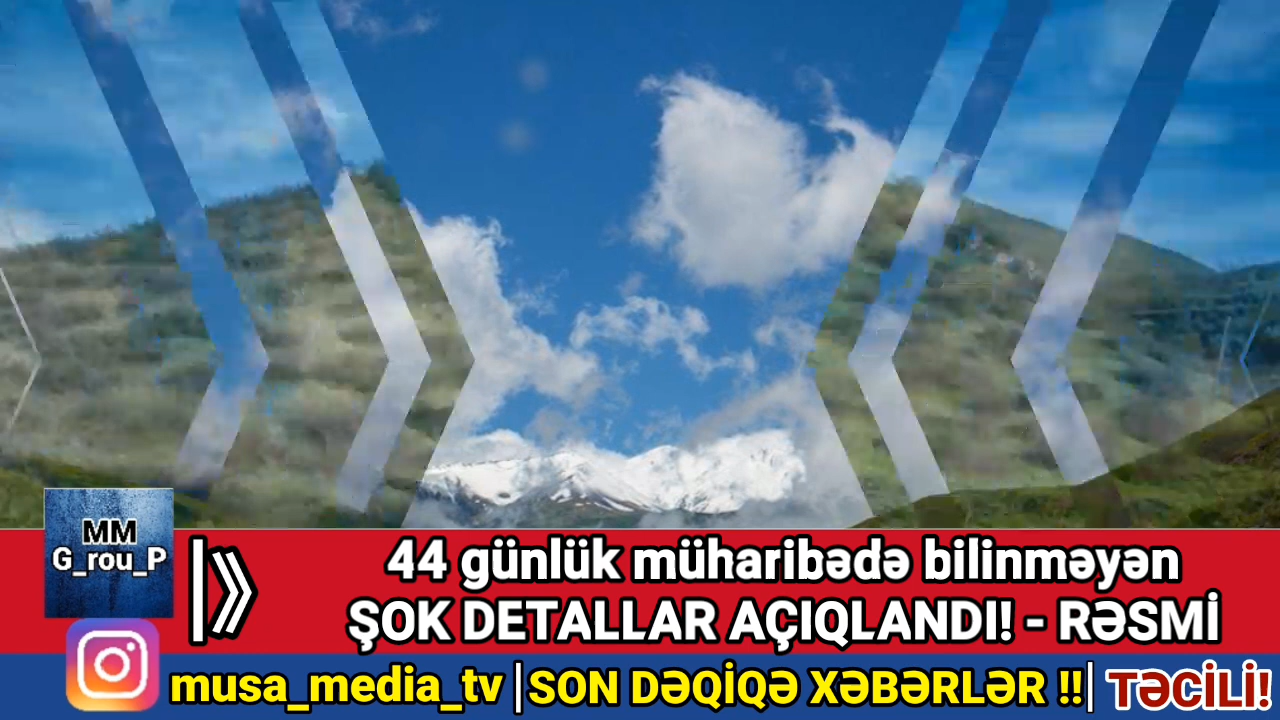 MM
G_rou_P
44 günlük müharibədə bilinməyən
ŞOK DETALLAR AÇIQLANDI! - RƏSMİ
musa_media_tv |SON DƏQİQƏ XƏBƏRLƏR !!| TƏCİLİ!